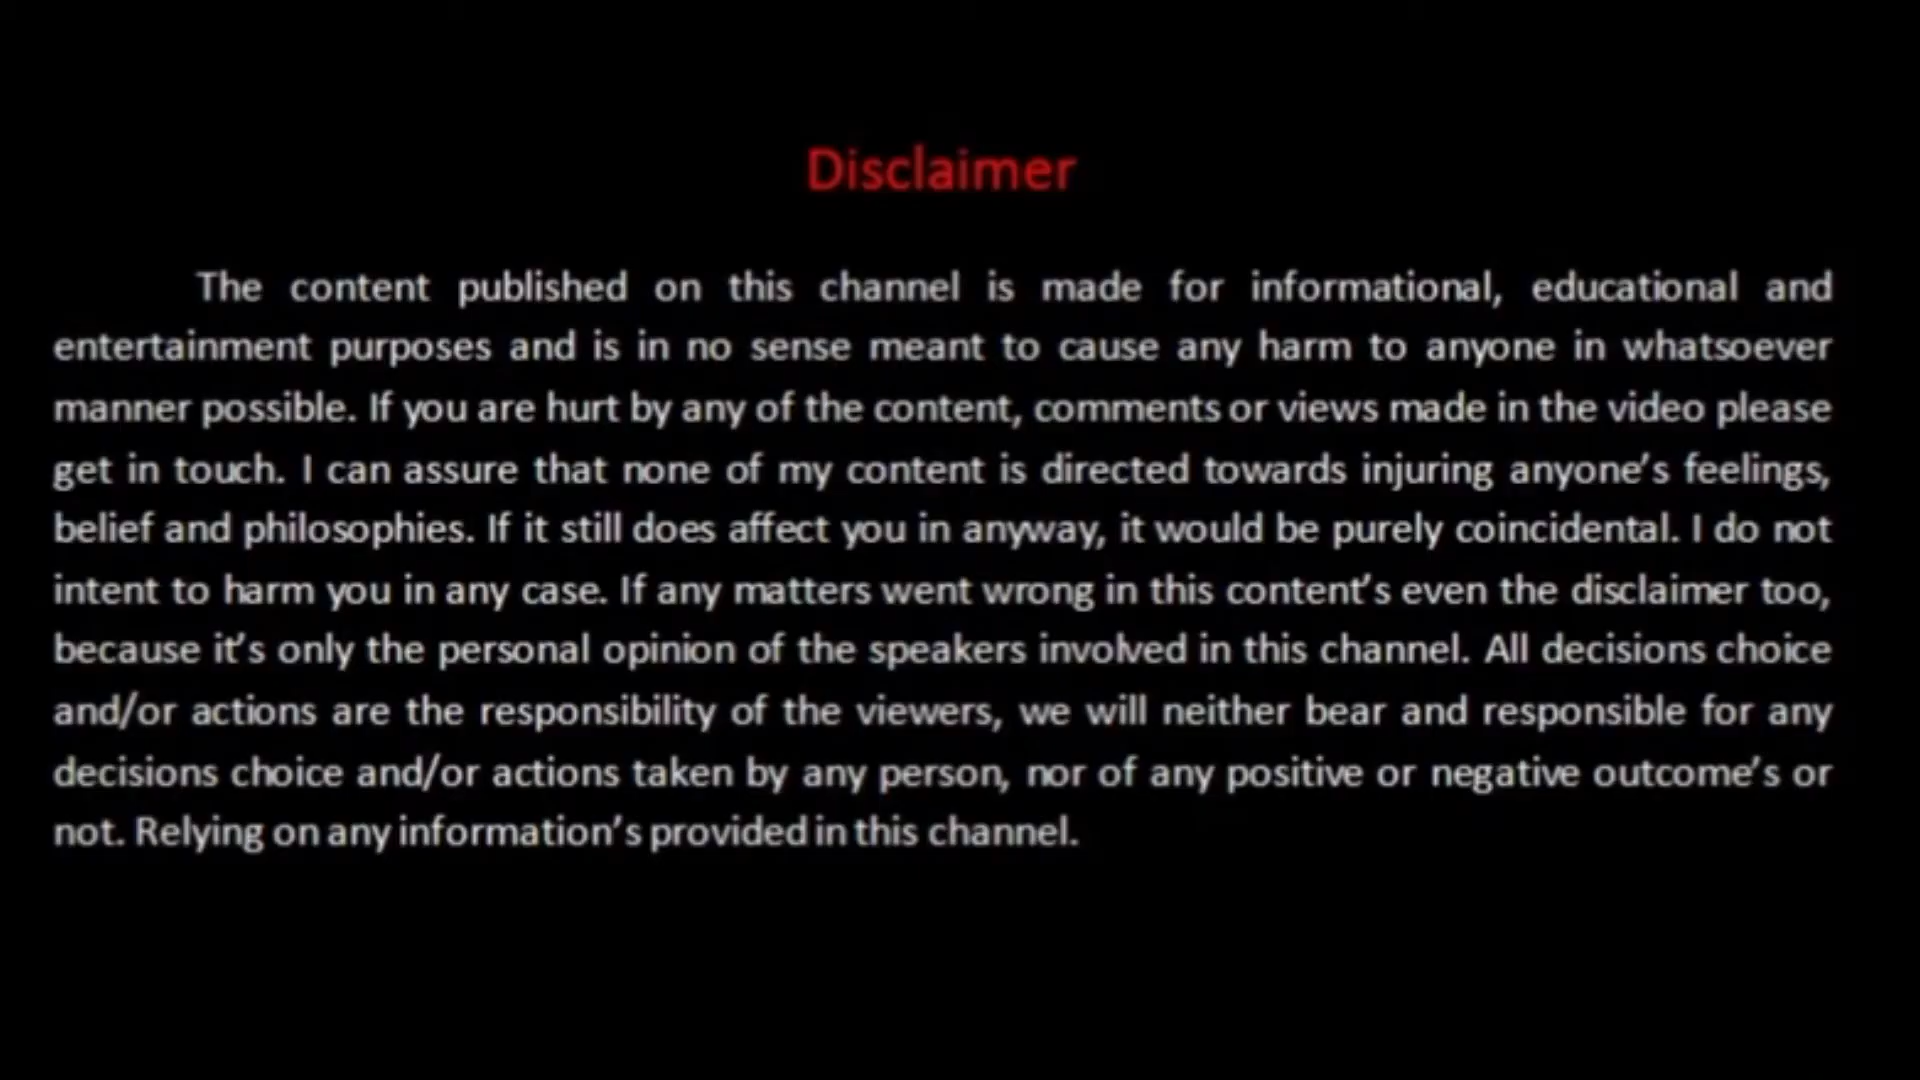 Disclaimer
The content published on this channel is made for informational, educational and
entertainment purposes and is in no sense meant to cause any harm to anyone in whatsoever
manner possible. If you are hurt by any of the content, comments or views made in the video please
get in touch. I can assure that none of my content is directed towards injuring anyone’s feelings,
belief and philosophies. If it still does affect you in anyway, it would be purely coincidental. I do not
intent to harm you in any case. If any matters went wrong in this content’s even the disclaimer too,
because it’s only the personal opinion of the speakers involved in this channel. All decisions choice
and/or actions are the responsibility of the viewers, we will neither bear and responsible for any
decisions choice and/or actions taken by any person, nor of any positive or negative outcome’s or
not. Relying on any information’s provided in this channel.